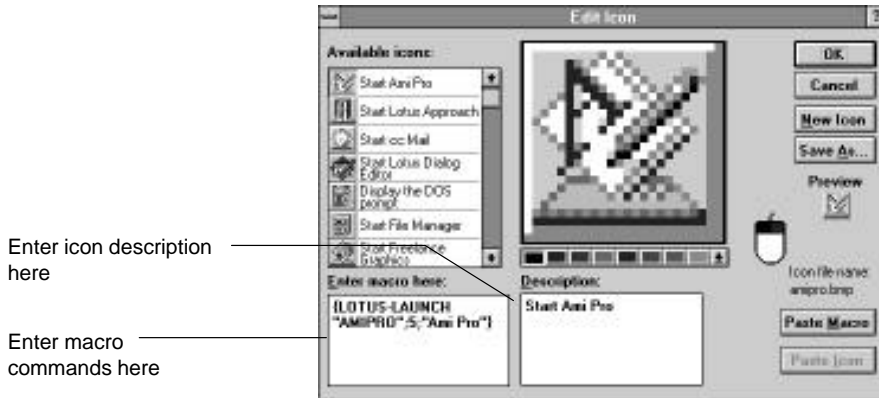 Edit Icon
?
Available icons:
Start Ami Pro
Start Lotus Approach
Start cc:Mail
Start Lotus Dialog
Editor
Display the DOS
prompt
Start File Manager
Start Freelance
Graphics
OK
Cancel
New Icon
Save As...
Preview
Icon file name:
amipro.bmp
Paste Macro
Paste Icon
Enter macro here:
{LOTUS-LAUNCH
"AMIPRO";5;"Ami Pro"}
Description:
Start Ami Pro
Enter icon description
here
Enter macro
commands here